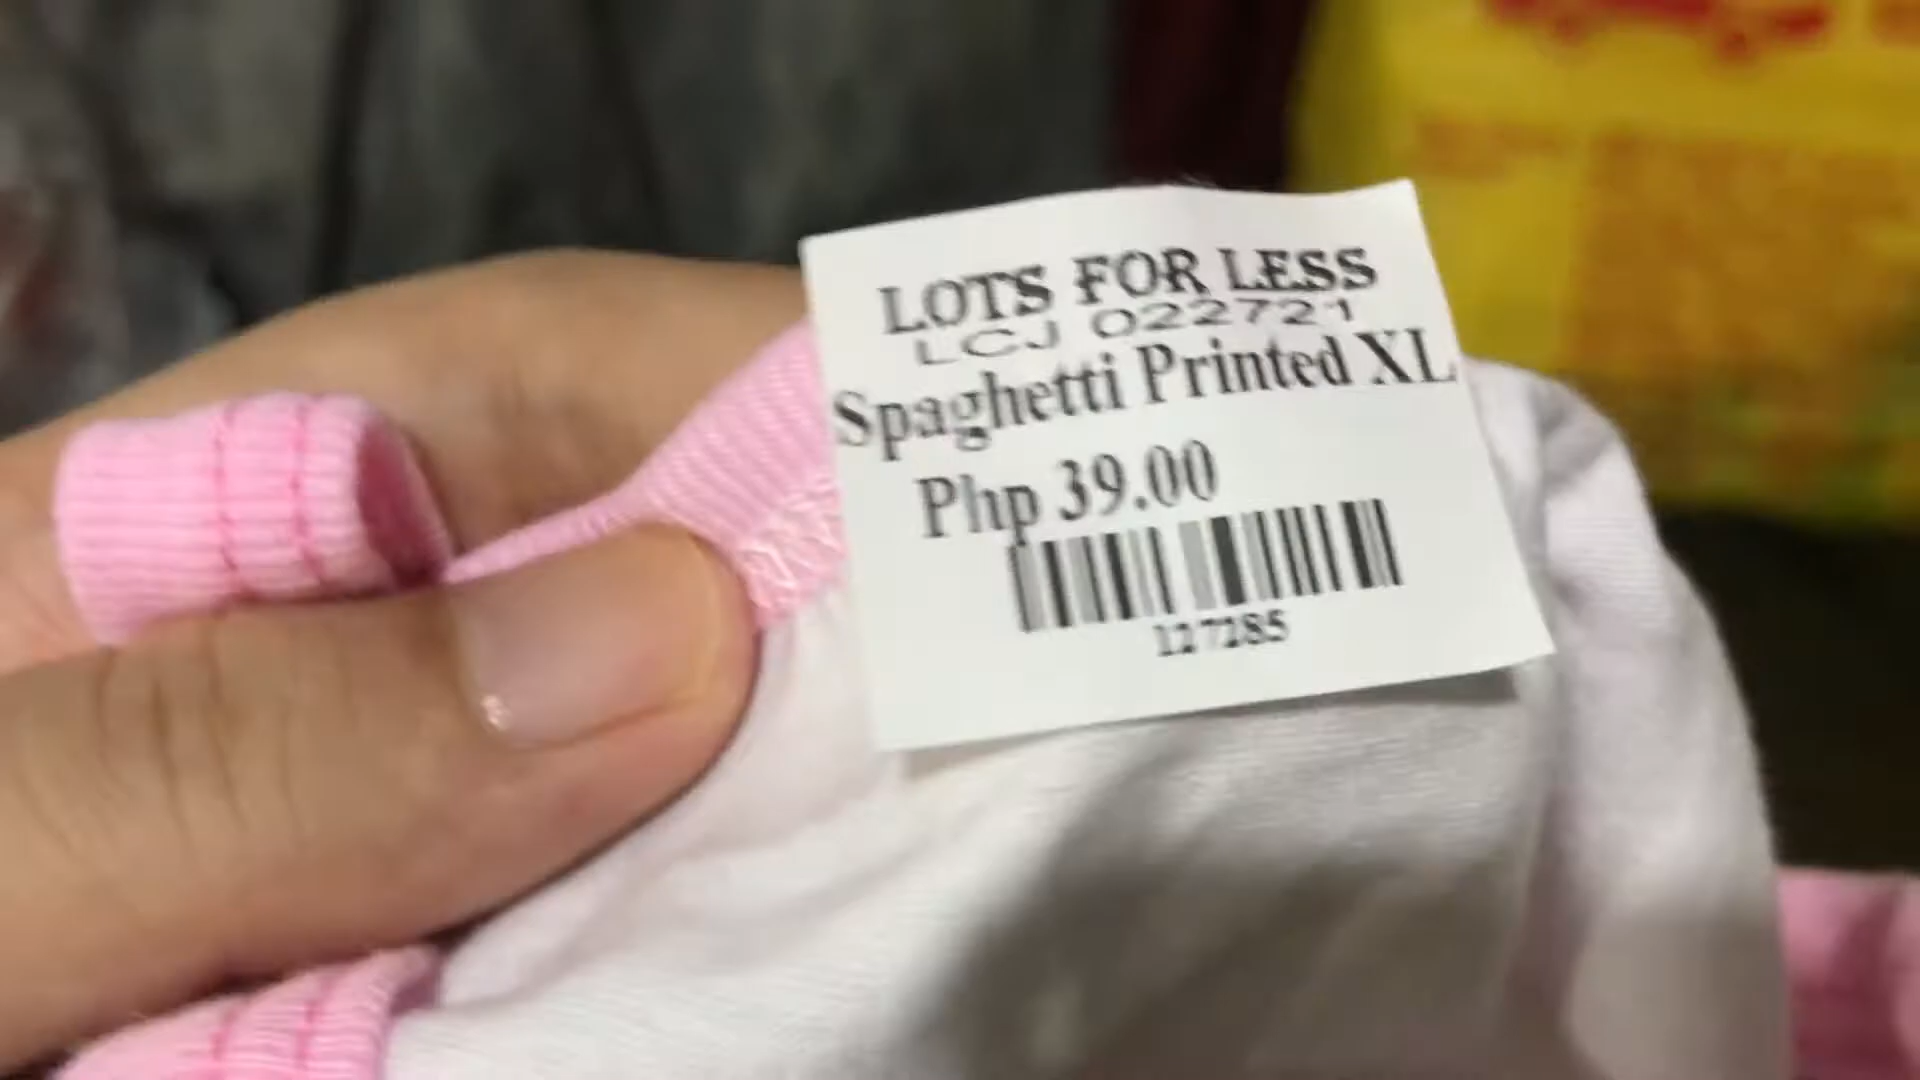 LOTS FOR LESS
LCJ 022721
Spaghetti Printed XL
Php 39.00
127285